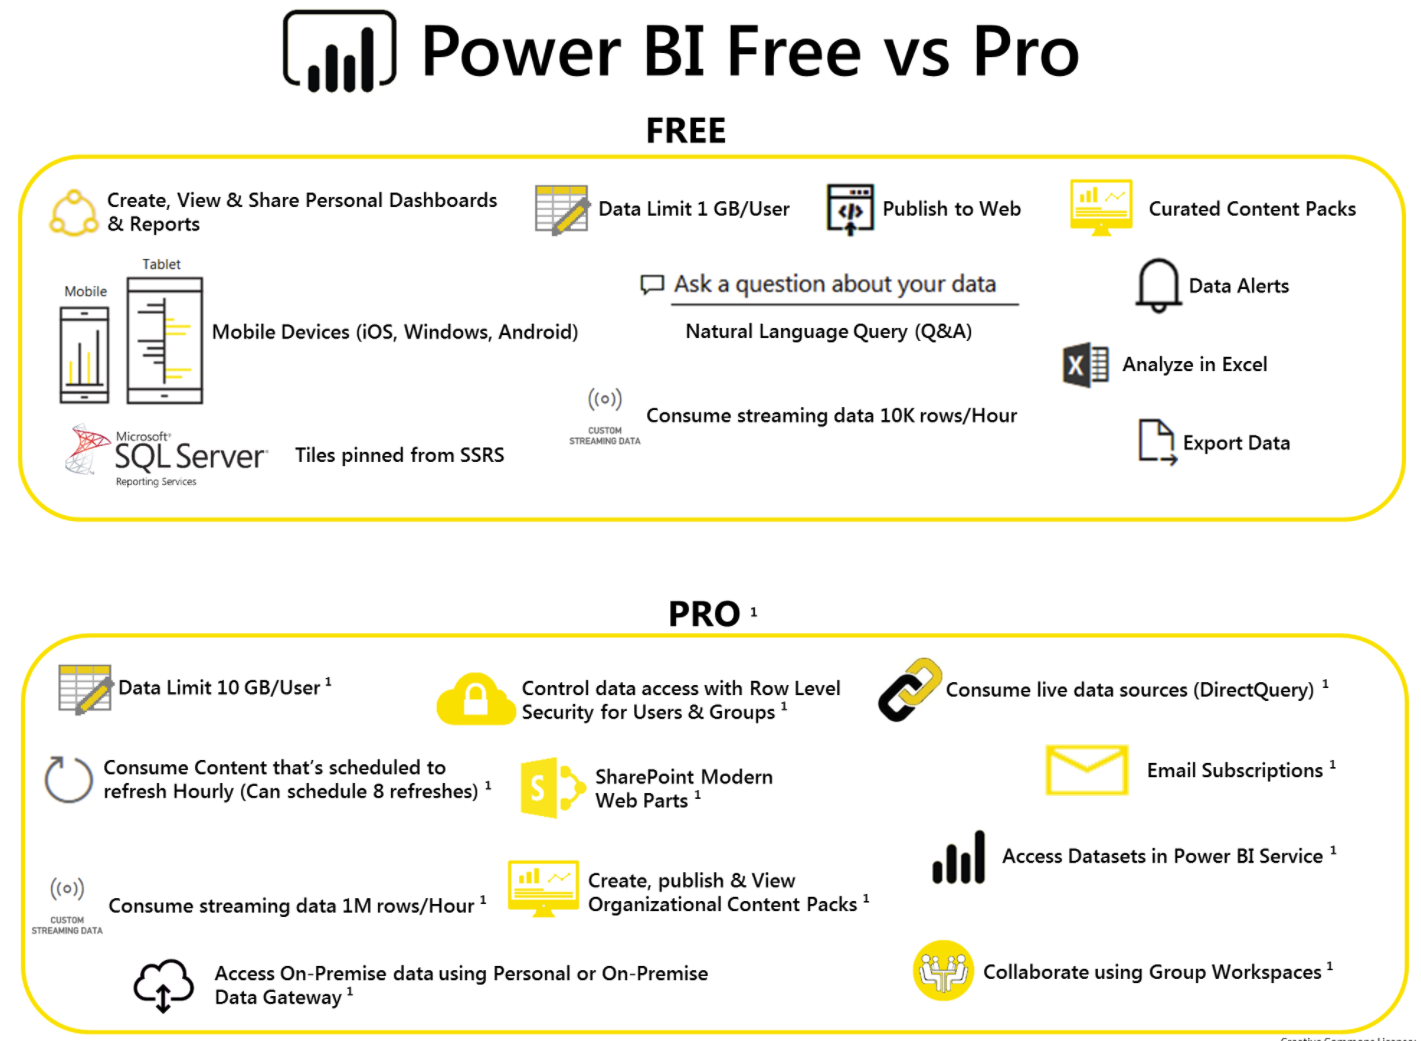 Power BI Free vs Pro
FREE
Create, View & Share Personal Dashboards
& Reports
Data Limit 1 GB/User
</>
Publish to Web
Curated Content Packs
Tablet
Mobile
Mobile Devices (iOS, Windows, Android)
Ask a question about your data
Natural Language Query (Q&A)
Data Alerts
X
Analyze in Excel
((o))
CUSTOM
STREAMING DATA
Consume streaming data 10K rows/Hour
Export Data
Microsoft®
SQL Server®
Reporting Services
Tiles pinned from SSRS
PRO ¹
Data Limit 10 GB/User ¹
Control data access with Row Level
Security for Users & Groups ¹
Consume live data sources (DirectQuery) ¹
Consume Content that's scheduled to
refresh Hourly (Can schedule 8 refreshes) ¹
S
SharePoint Modern
Web Parts ¹
Email Subscriptions ¹
Access Datasets in Power BI Service ¹
((o))
CUSTOM
STREAMING DATA
Consume streaming data 1M rows/Hour ¹
Create, publish & View
Organizational Content Packs ¹
Access On-Premise data using Personal or On-Premise
Data Gateway ¹
Collaborate using Group Workspaces ¹